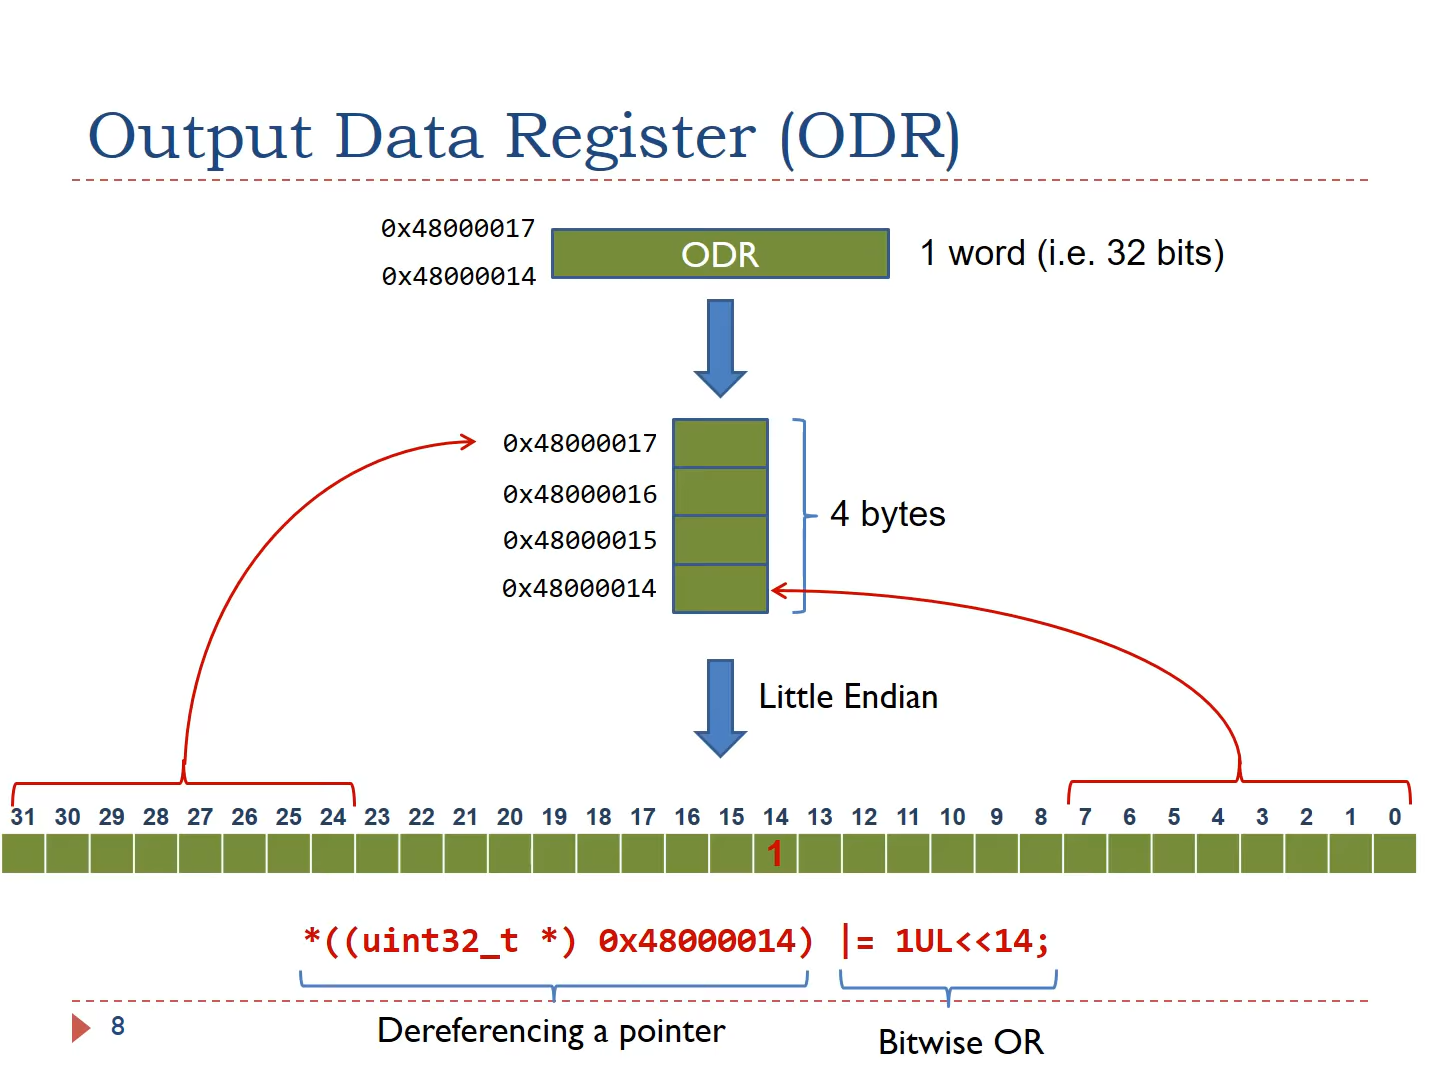 Output Data Register (ODR)
0x48000017
ODR
1 word (i.e. 32 bits)
0x48000014
0x48000017
0x48000016
4 bytes
0x48000015
0x48000014
Little Endian
31 30 29 28 27 26 25 24 23 22 21 20 19 18 17 16 15 14 13 12 11 10 9 8 7 6 5 4 3 2 1 0
1
*((uint32_t *) 0x48000014) |= 1UL<<14;
Dereferencing a pointer
Bitwise OR
8